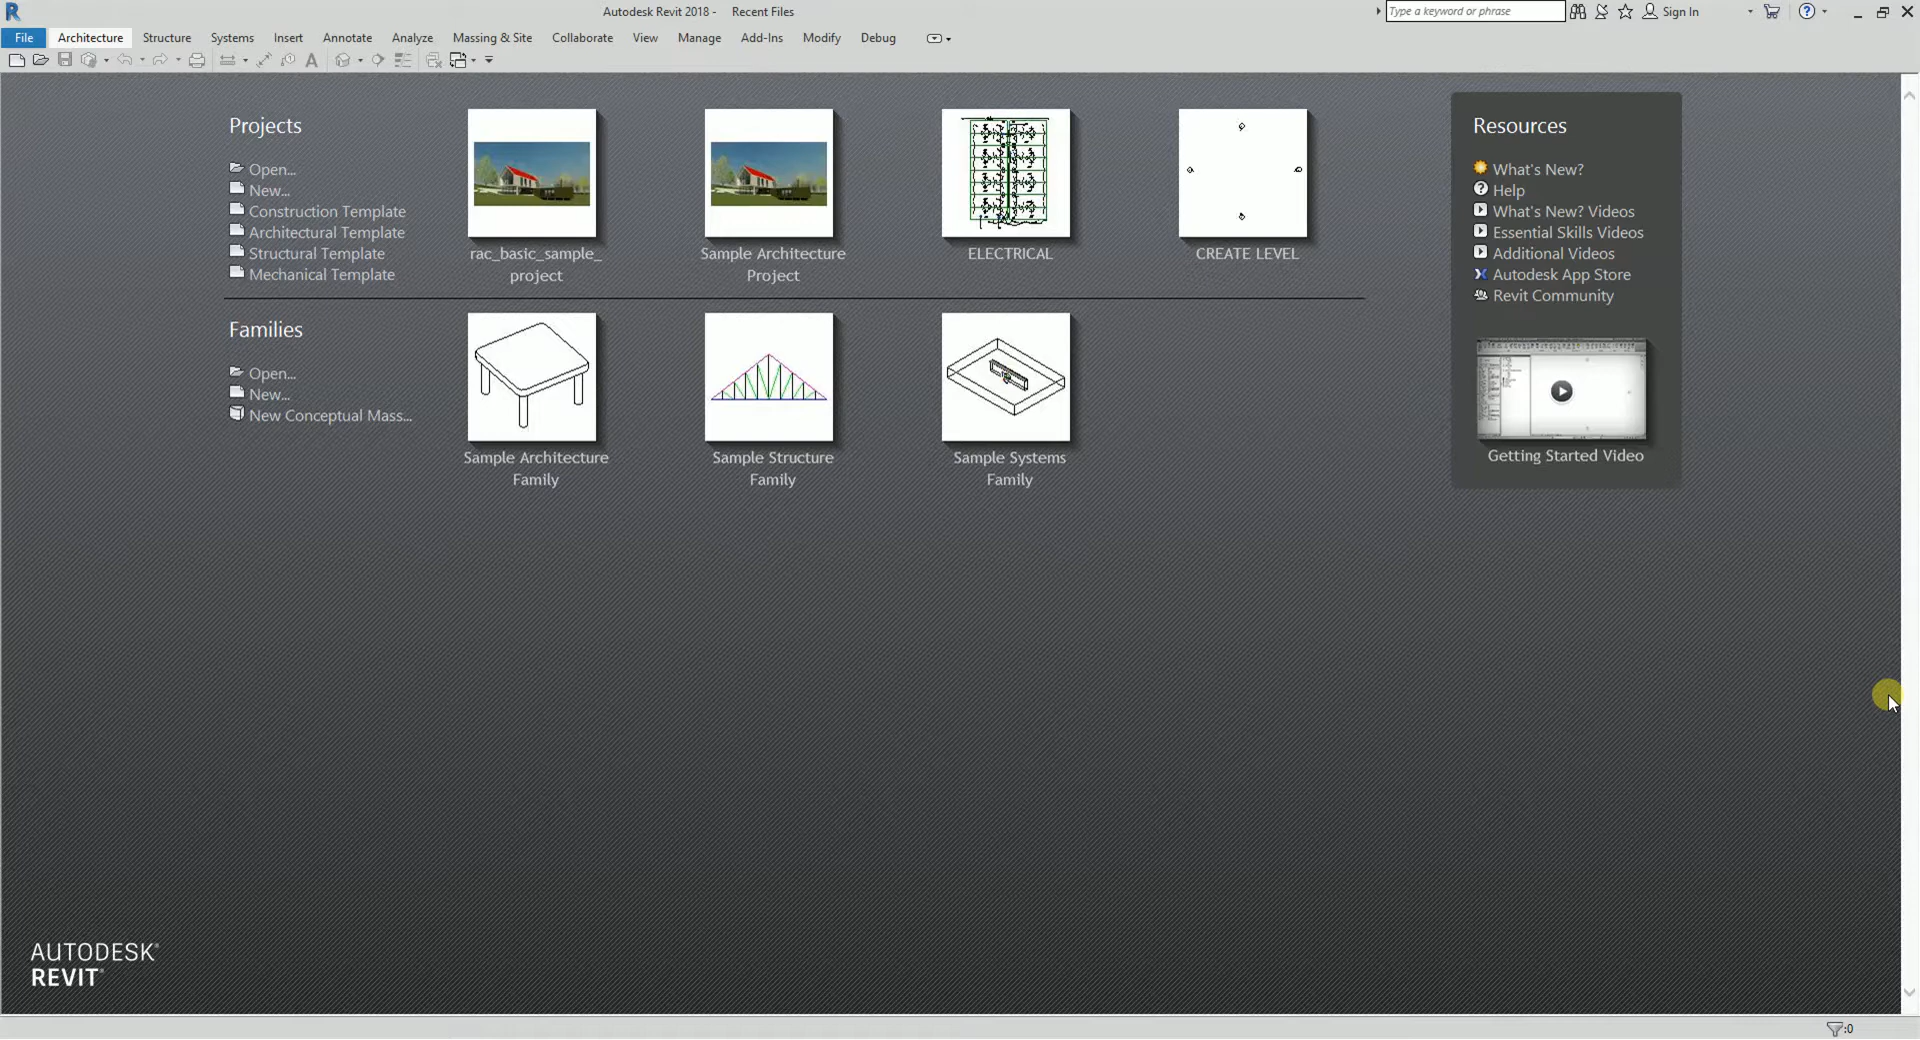 Autodesk Revit 2018 - Recent Files
Type a keyword or phrase
Sign In
File Architecture Structure Systems Insert Annotate Analyze Massing & Site Collaborate View Manage Add-Ins Modify Debug
Projects
Open...
New...
Construction Template
Architectural Template
Structural Template
Mechanical Template
rac_basic_sample_
project
Sample Architecture
Project
ELECTRICAL
CREATE LEVEL
Families
Open...
New...
New Conceptual Mass...
Sample Architecture
Family
Sample Structure
Family
Sample Systems
Family
Resources
What's New?
Help
What's New? Videos
Essential Skills Videos
Additional Videos
Autodesk App Store
Revit Community
Getting Started Video
AUTODESK®
REVIT®
:0